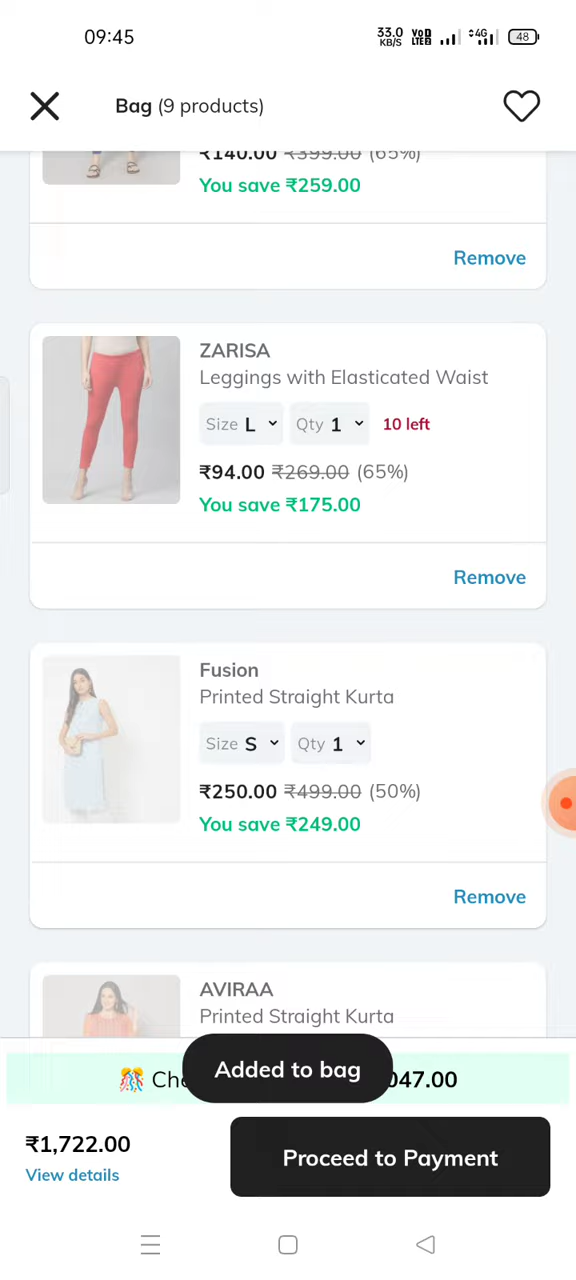 09:45
33.0 KB/S VoD LTE2 4G 48
Bag (9 products)
₹140.00 ₹399.00 (65%)
You save ₹259.00
Remove
ZARISA
Leggings with Elasticated Waist
Size L Qty 1 10 left
₹94.00 ₹269.00 (65%)
You save ₹175.00
Remove
Fusion
Printed Straight Kurta
Size S Qty 1
₹250.00 ₹499.00 (50%)
You save ₹249.00
Remove
AVIRAA
Printed Straight Kurta
Added to bag
047.00
₹1,722.00
View details
Proceed to Payment